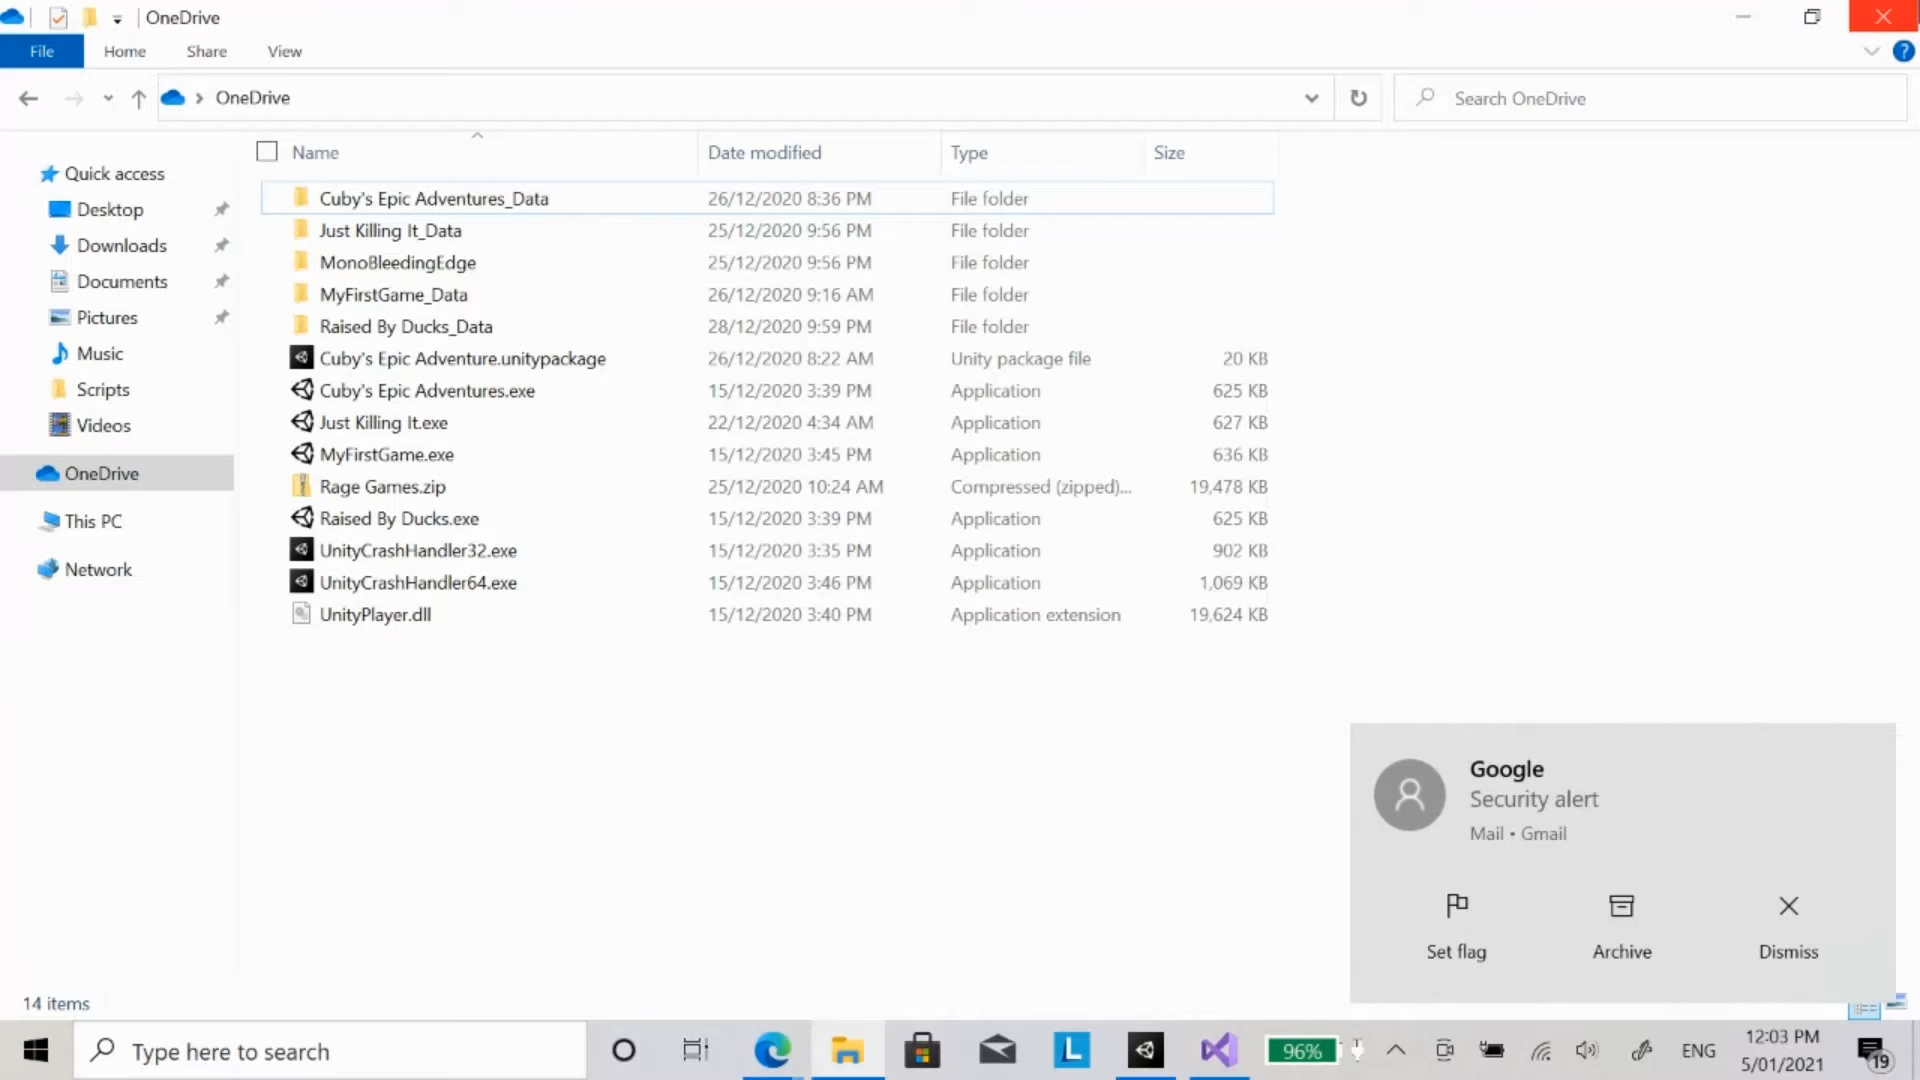 OneDrive
File Home Share View
OneDrive
Search OneDrive
Name Date modified Type Size
Quick access
Desktop
Downloads
Documents
Pictures
Music
Scripts
Videos
OneDrive
This PC
Network
Cuby's Epic Adventures_Data 26/12/2020 8:36 PM File folder
Just Killing It_Data 25/12/2020 9:56 PM File folder
MonoBleedingEdge 25/12/2020 9:56 PM File folder
MyFirstGame_Data 26/12/2020 9:16 AM File folder
Raised By Ducks_Data 28/12/2020 9:59 PM File folder
Cuby's Epic Adventure.unitypackage 26/12/2020 8:22 AM Unity package file 20 KB
Cuby's Epic Adventures.exe 15/12/2020 3:39 PM Application 625 KB
Just Killing It.exe 22/12/2020 4:34 AM Application 627 KB
MyFirstGame.exe 15/12/2020 3:45 PM Application 636 KB
Rage Games.zip 25/12/2020 10:24 AM Compressed (zipped)... 19,478 KB
Raised By Ducks.exe 15/12/2020 3:39 PM Application 625 KB
UnityCrashHandler32.exe 15/12/2020 3:35 PM Application 902 KB
UnityCrashHandler64.exe 15/12/2020 3:46 PM Application 1,069 KB
UnityPlayer.dll 15/12/2020 3:40 PM Application extension 19,624 KB
Google
Security alert
Mail • Gmail
Set flag Archive Dismiss
14 items
Type here to search
L
96%
ENG
12:03 PM
5/01/2021
19